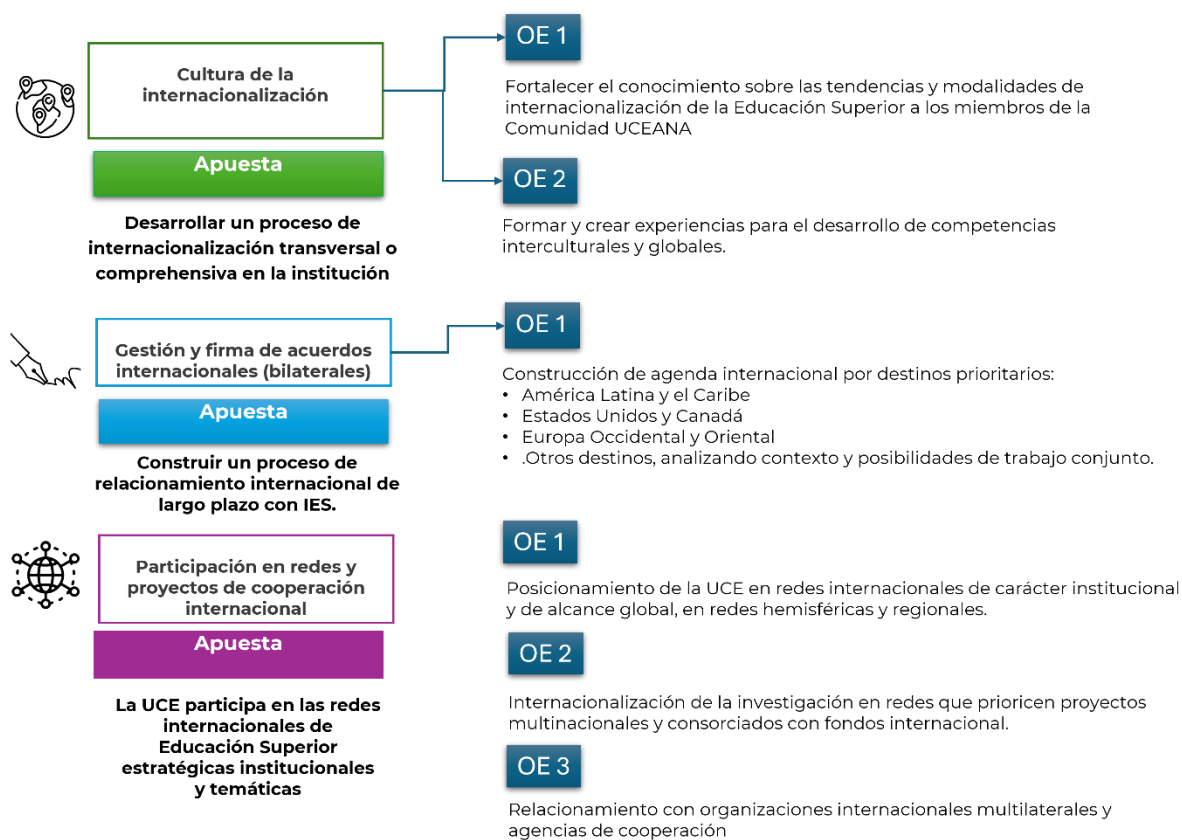 Cultura de la
internacionalización
Apuesta
Desarrollar un proceso de
internacionalización transversal o
comprehensiva en la institución
OE 1
Fortalecer el conocimiento sobre las tendencias y modalidades de
internacionalización de la Educación Superior a los miembros de la
Comunidad UCEANA
OE 2
Formar y crear experiencias para el desarrollo de competencias
interculturales y globales.
Gestión y firma de acuerdos
internacionales (bilaterales)
Apuesta
Construir un proceso de
relacionamiento internacional de
largo plazo con IES.
OE 1
Construcción de agenda internacional por destinos prioritarios:
• América Latina y el Caribe
• Estados Unidos y Canadá
• Europa Occidental y Oriental
• .Otros destinos, analizando contexto y posibilidades de trabajo conjunto.
Participación en redes y
proyectos de cooperación
internacional
Apuesta
La UCE participa en las redes
internacionales de
Educación Superior
estratégicas institucionales
y temáticas
OE 1
Posicionamiento de la UCE en redes internacionales de carácter institucional
y de alcance global, en redes hemisféricas y regionales.
OE 2
Internacionalización de la investigación en redes que prioricen proyectos
multinacionales y consorciados con fondos internacional.
OE 3
Relacionamiento con organizaciones internacionales multilaterales y
agencias de cooperación